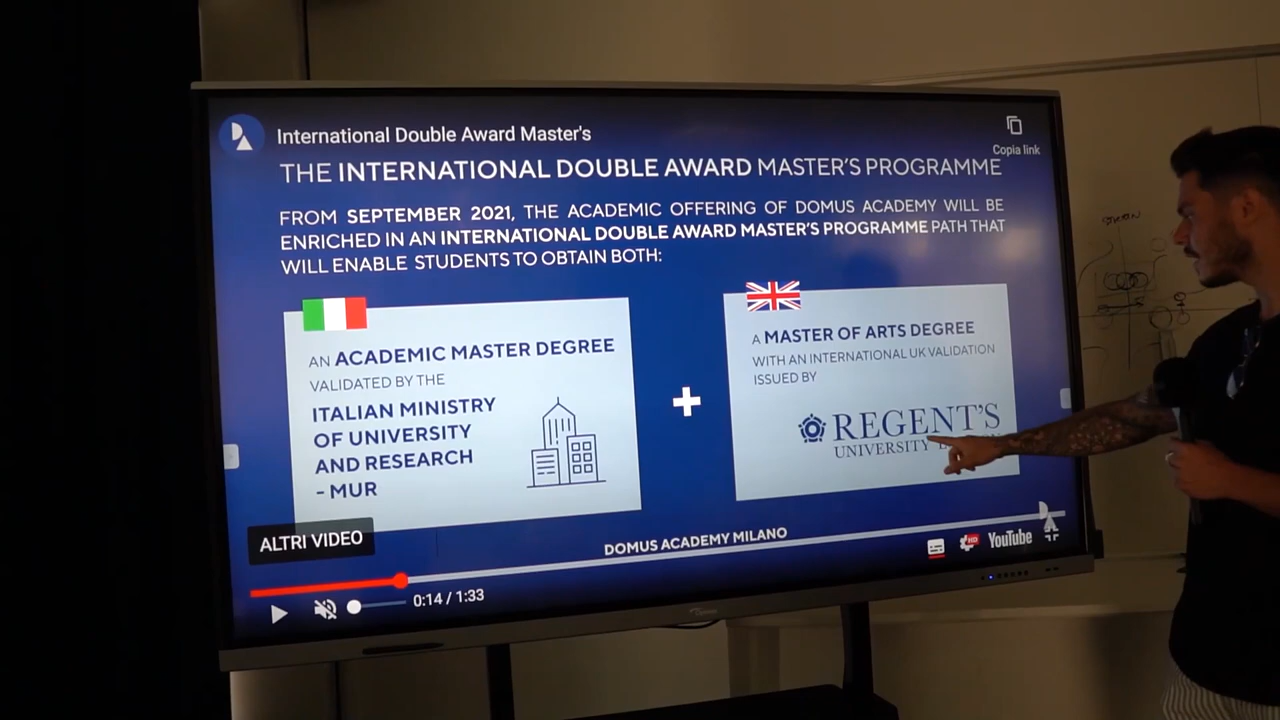 International Double Award Master's
Copia link
THE INTERNATIONAL DOUBLE AWARD MASTER'S PROGRAMME
FROM SEPTEMBER 2021, THE ACADEMIC OFFERING OF DOMUS ACADEMY WILL BE
ENRICHED IN AN INTERNATIONAL DOUBLE AWARD MASTER'S PROGRAMME PATH THAT
WILL ENABLE STUDENTS TO OBTAIN BOTH:
AN ACADEMIC MASTER DEGREE
VALIDATED BY THE
ITALIAN MINISTRY
OF UNIVERSITY
AND RESEARCH
- MUR
+
A MASTER OF ARTS DEGREE
WITH AN INTERNATIONAL UK VALIDATION
ISSUED BY
REGENT'S
UNIVERSITY
ALTRI VIDEO
DOMUS ACADEMY MILANO
HD
YouTube
0:14 / 1:33